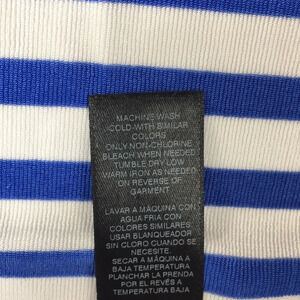 MACHINE WASH
COLD WITH SIMILAR
COLORS
ONLY NON-CHLORINE
BLEACH WHEN NEEDED
TUMBLE DRY LOW
WARM IRON AS NEEDED
ON REVERSE OF
GARMENT
LAVAR A MÁQUINA CON
AGUA FRIA CON
COLORES SIMILARES
USAR BLANQUEADOR
SIN CLORO CUANDO SE
NECESITE.
SECAR A MÁQUINA A
BAJA TEMPERATURA
PLANCHAR LA PRENDA
POR EL REVÉS A
BAJA TEMPERATURA